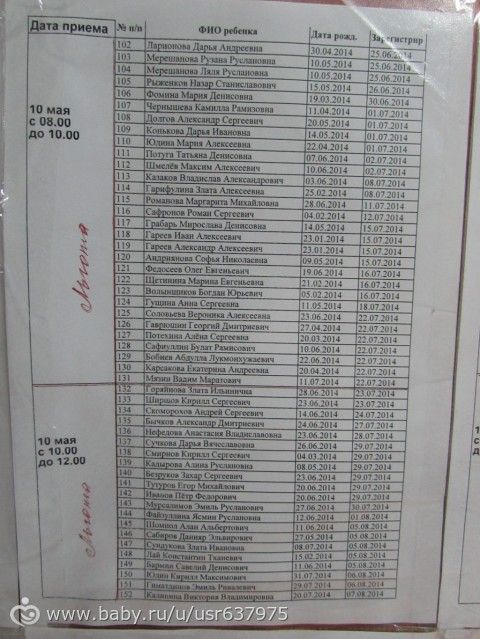 Дата приема № п/п ФИО ребенка Дата рожд. Зарегистрир
102 Ларионова Дарья Андреевна 30.04.2014 25.06.2014
103 Мерешанова Рузана Руслановна 10.05.2014 25.06.2014
104 Мерешанова Ляля Руслановна 10.05.2014 25.06.2014
105 Рыженков Назар Станиславович 15.05.2014 26.06.2014
106 Фомина Мария Денисовна 19.03.2014 30.06.2014
10 мая
с 08.00
до 10.00
107 Чернышева Камилла Рамизовна 11.04.2014 01.07.2014
108 Долгов Александр Сергеевич 20.05.2014 01.07.2014
109 Конькова Дарья Ивановна 14.05.2014 01.07.2014
110 Юдина Мария Алексеевна 22.04.2014 01.07.2014
111 Потуга Татьяна Денисовна 07.06.2014 02.07.2014
112 Шмелёв Максим Алексеевич 10.06.2014 02.07.2014
113 Казаков Владислав Александрович 03.06.2014 08.07.2014
114 Гарифулина Злата Алексеевна 25.05.2014 08.07.2014
115 Романова Маргарита Михайловна 28.06.2014 11.07.2014
116 Сафронов Роман Сергеевич 04.02.2014 12.07.2014
117 Грабарь Мирослава Денисовна 14.05.2014 15.07.2014
118 Гареев Иван Алексеевич 23.01.2014 15.07.2014
119 Гареев Александр Алексеевич 23.01.2014 15.07.2014
120 Андриянова Софья Николаевна 09.05.2014 15.07.2014
121 Федосеев Олег Евгеньевич 19.06.2014 16.07.2014
122 Щетинина Марина Евгеньевна 21.02.2014 16.07.2014
123 Волынщиков Богдан Юрьевич 05.02.2014 16.07.2014
124 Гущина Анна Сергеевна 11.05.2014 18.07.2014
125 Соловьева Вероника Алексеевна 23.06.2014 22.07.2014
126 Гаврюшин Георгий Дмитриевич 27.04.2014 22.07.2014
127 Потехина Алёна Сергеевна 20.03.2014 22.07.2014
128 Сафиуллин Булат Рамисович 10.06.2014 22.07.2014
129 Бобиев Абдулла Лукмонхужаевич 22.06.2014 22.07.2014
130 Карсакова Екатерина Андреевна 20.04.2014 22.07.2014
131 Мязин Вадим Маратович 11.07.2014 22.07.2014
132 Горяйнова Злата Ильинична 28.06.2014 23.07.2014
133 Ширшов Кирилл Сергеевич 23.06.2014 23.07.2014
134 Скоморохов Андрей Сергеевич 14.06.2014 24.07.2014
135 Бычков Александр Дмитриевич 27.06.2014 24.07.2014
10 мая
с 10.00
до 12.00
136 Нефедова Анастасия Владиславовна 23.06.2014 28.07.2014
137 Сучкова Дарья Вячеславовна 30.06.2014 29.07.2014
138 Смирнов Кирилл Сергеевич 04.03.2014 29.07.2014
139 Кадырова Алина Руслановна 08.05.2014 29.07.2014
140 Безруков Захар Сергеевич 23.06.2014 29.07.2014
141 Тутуров Егор Михайлович 20.06.2014 29.07.2014
142 Иванов Пётр Федорович 20.06.2014 29.07.2014
143 Мурсалимов Эмиль Русланович 27.06.2014 30.07.2014
144 Файзуллина Ясмин Руслановна 12.06.2014 01.08.2014
145 Шомпол Алан Альбертович 11.06.2014 05.08.2014
146 Сабиров Данияр Эльвирович 27.05.2014 05.08.2014
147 Сундукова Злата Ивановна 08.07.2014 05.08.2014
148 Лай Константин Тканевич 15.02.2014 05.08.2014
149 Бармин Савелий Денисович 11.06.2014 05.08.2014
150 Юдин Кирилл Максимович 31.07.2014 06.08.2014
151 Гиматдинов Эмиль Ривалевич 29.07.2014 06.08.2014
152 Калинина Виктория Владимировна 20.07.2014 07.08.2014
www.baby.ru/u/usr637975